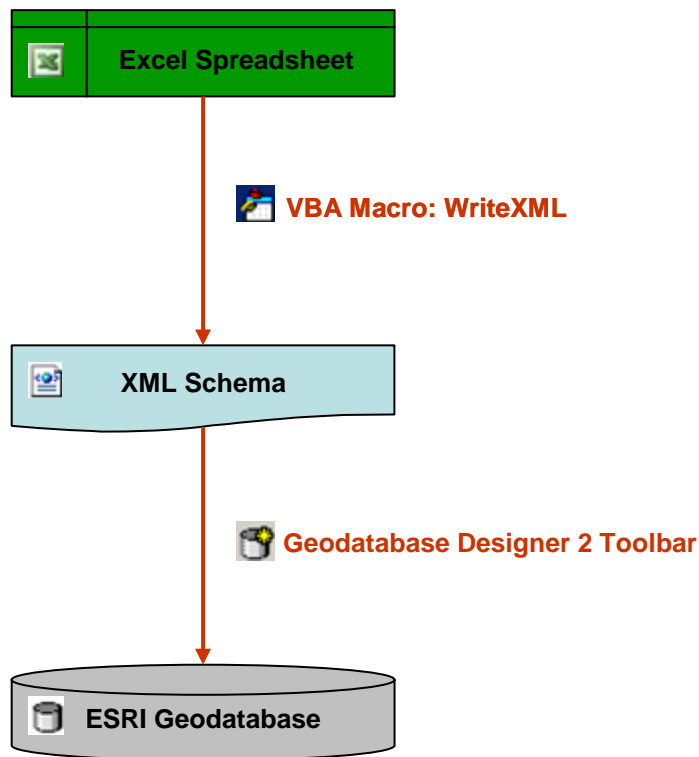 Excel Spreadsheet
VBA Macro: WriteXML
XML Schema
Geodatabase Designer 2 Toolbar
ESRI Geodatabase